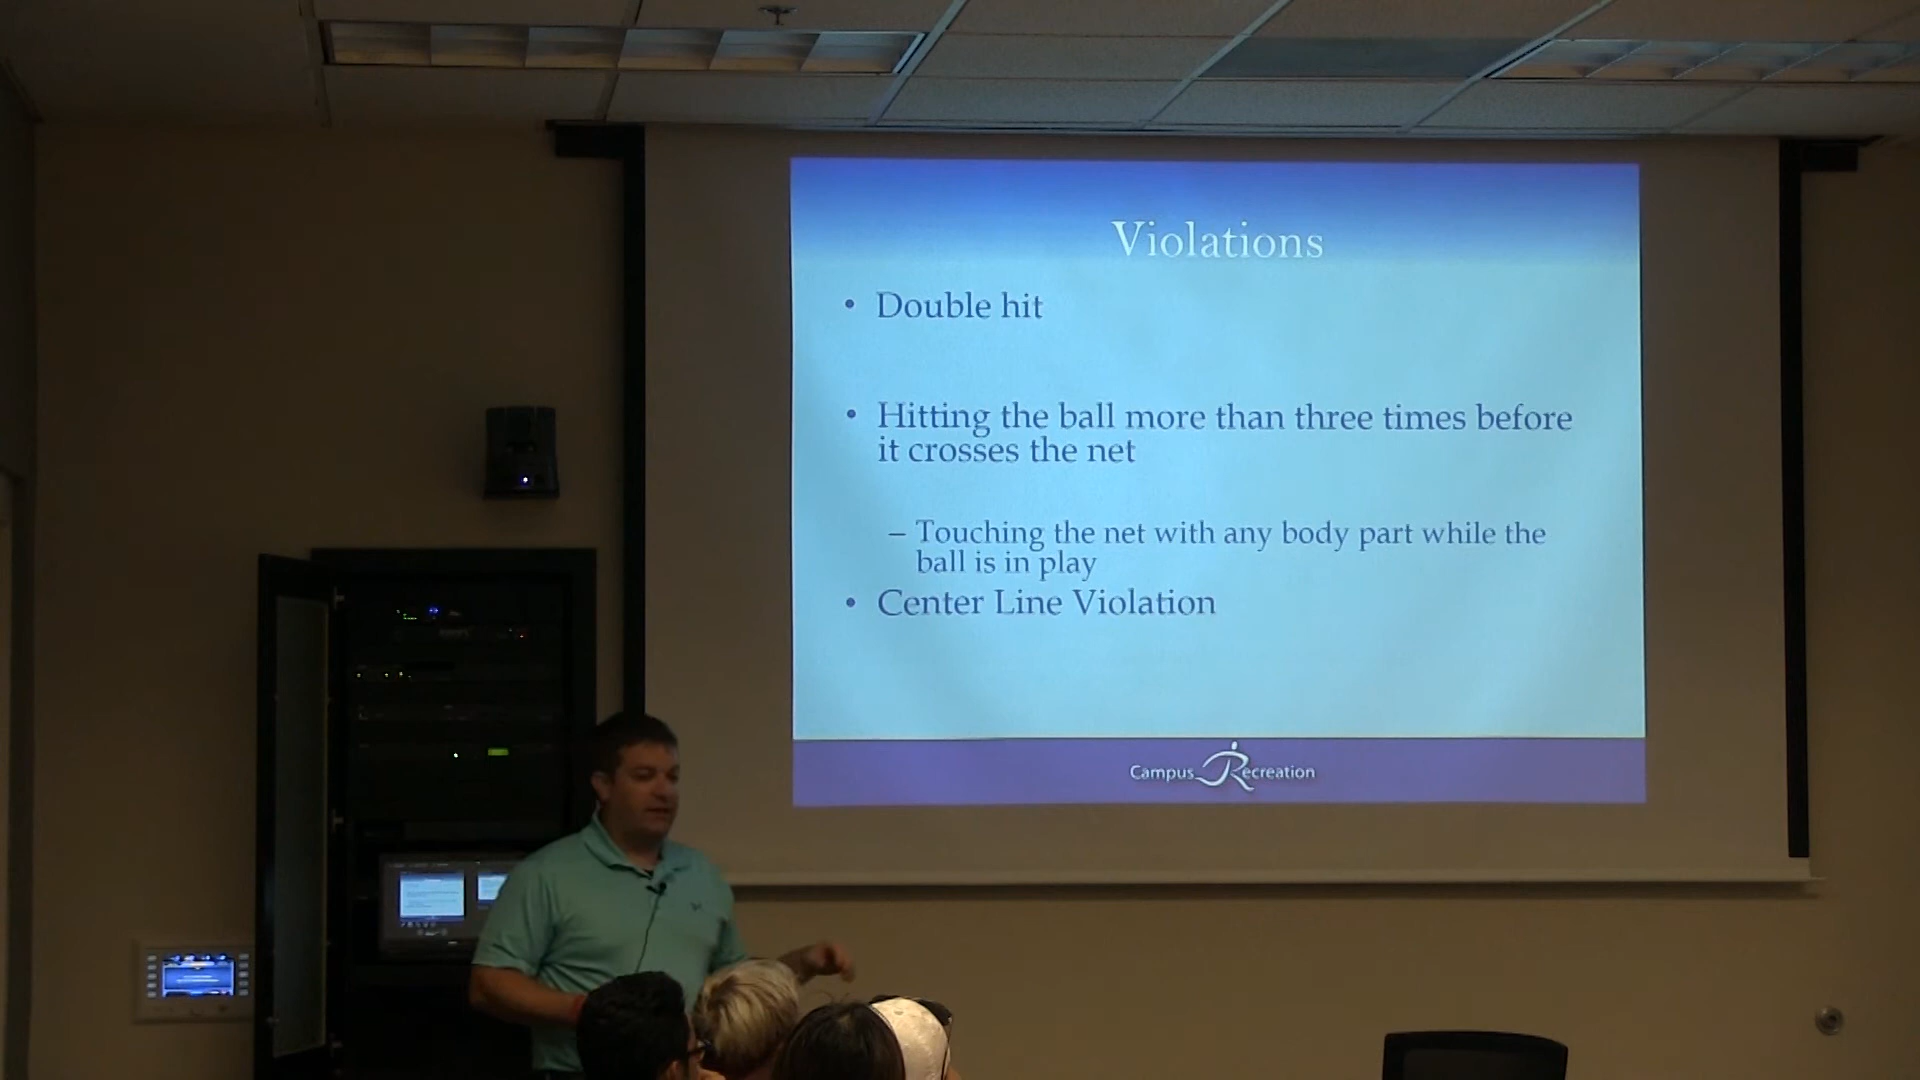 Violations
• Double hit
• Hitting the ball more than three times before
it crosses the net
– Touching the net with any body part while the
ball is in play
• Center Line Violation
Campus Recreation